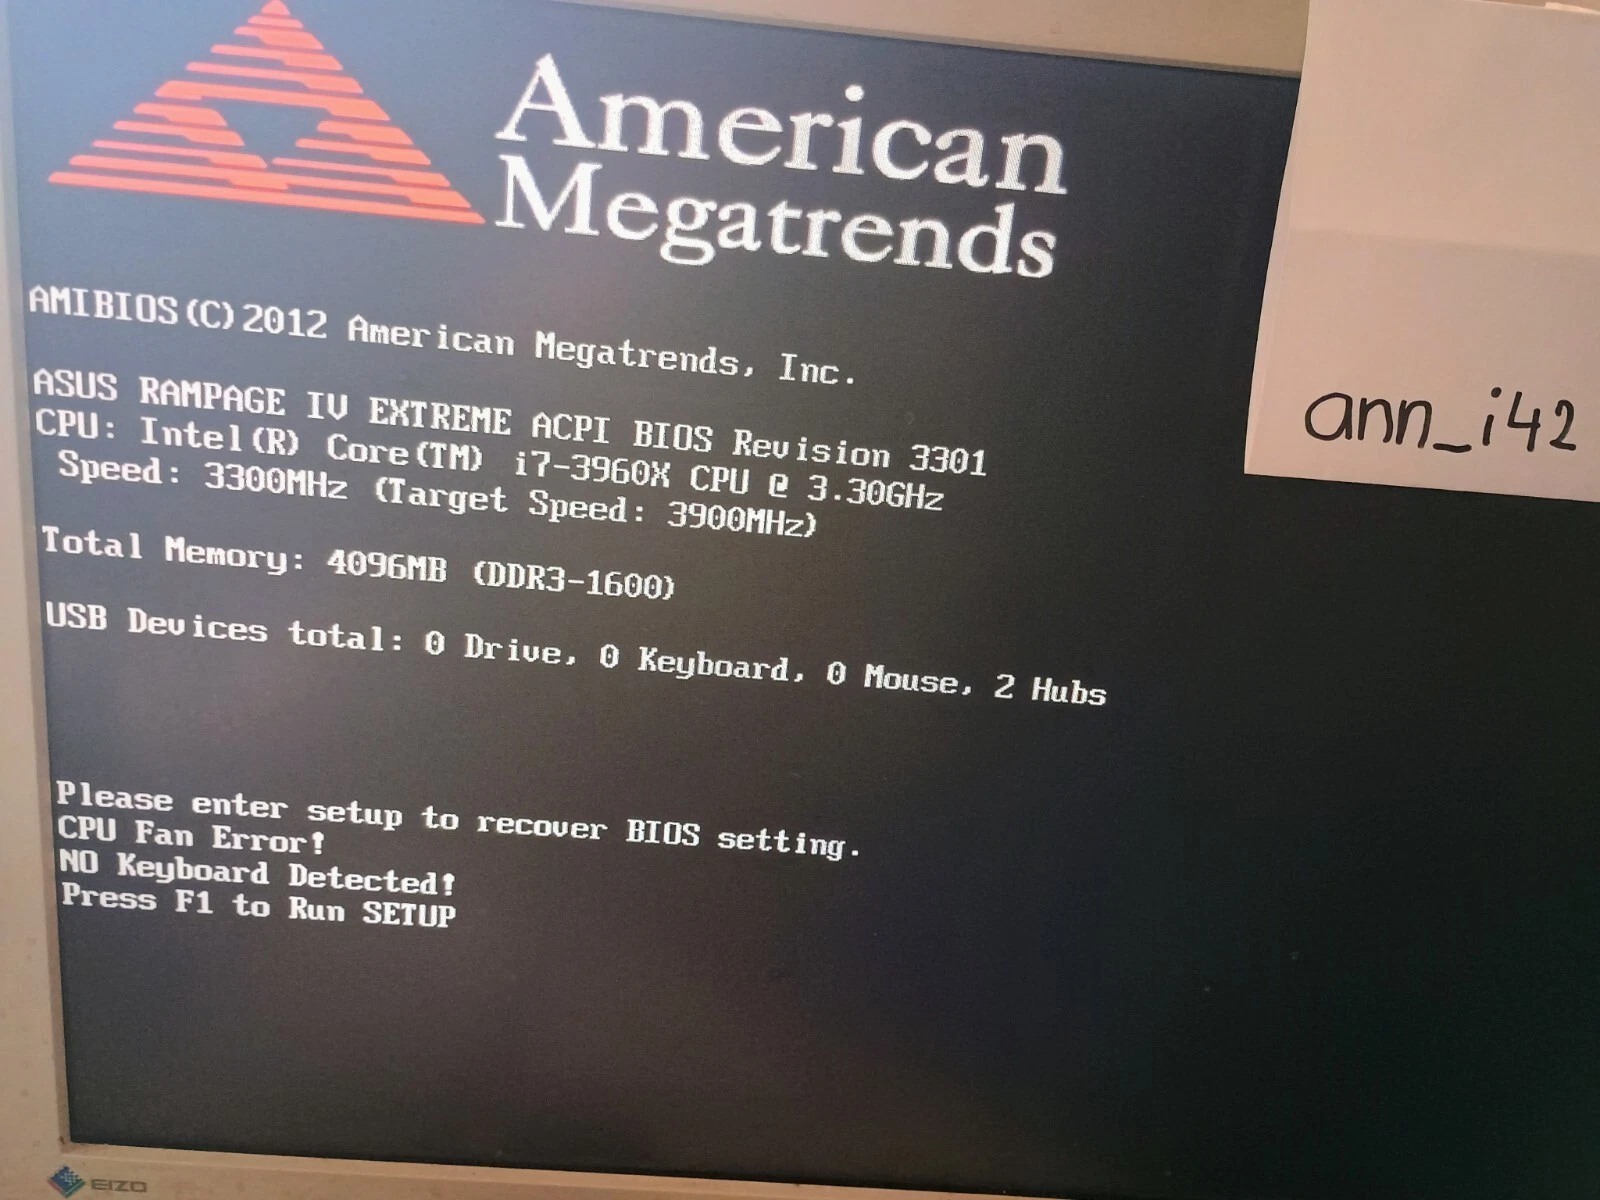 American
Megatrends
AMIBIOS(C)2012 American Megatrends, Inc.
ASUS RAMPAGE IV EXTREME ACPI BIOS Revision 3301
CPU: Intel(R) Core(TM) i7-3960X CPU @ 3.30GHz
Speed: 3300MHz (Target Speed: 3900MHz)
Total Memory: 4096MB (DDR3-1600)
USB Devices total: 0 Drive, 0 Keyboard, 0 Mouse, 2 Hubs
Please enter setup to recover BIOS setting.
CPU Fan Error!
NO Keyboard Detected!
Press F1 to Run SETUP
ann_i42
EIZO